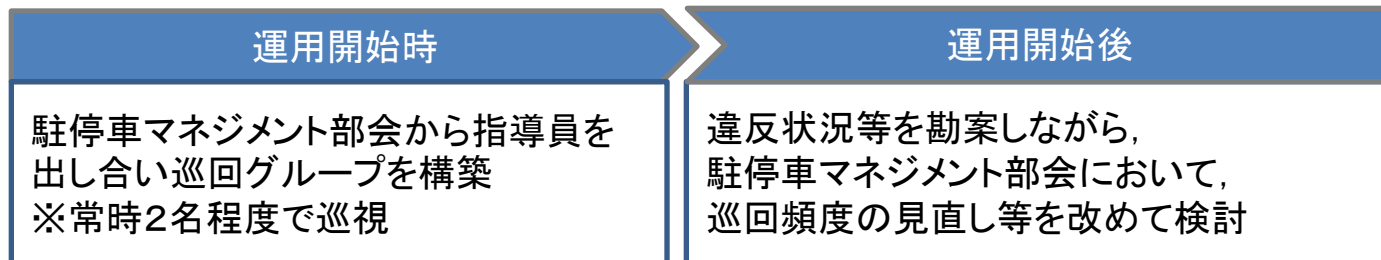 運用開始時
駐停車マネジメント部会から指導員を
出し合い巡回グループを構築
※常時2名程度で巡視
運用開始後
違反状況等を勘案しながら，
駐停車マネジメント部会において，
巡回頻度の見直し等を改めて検討